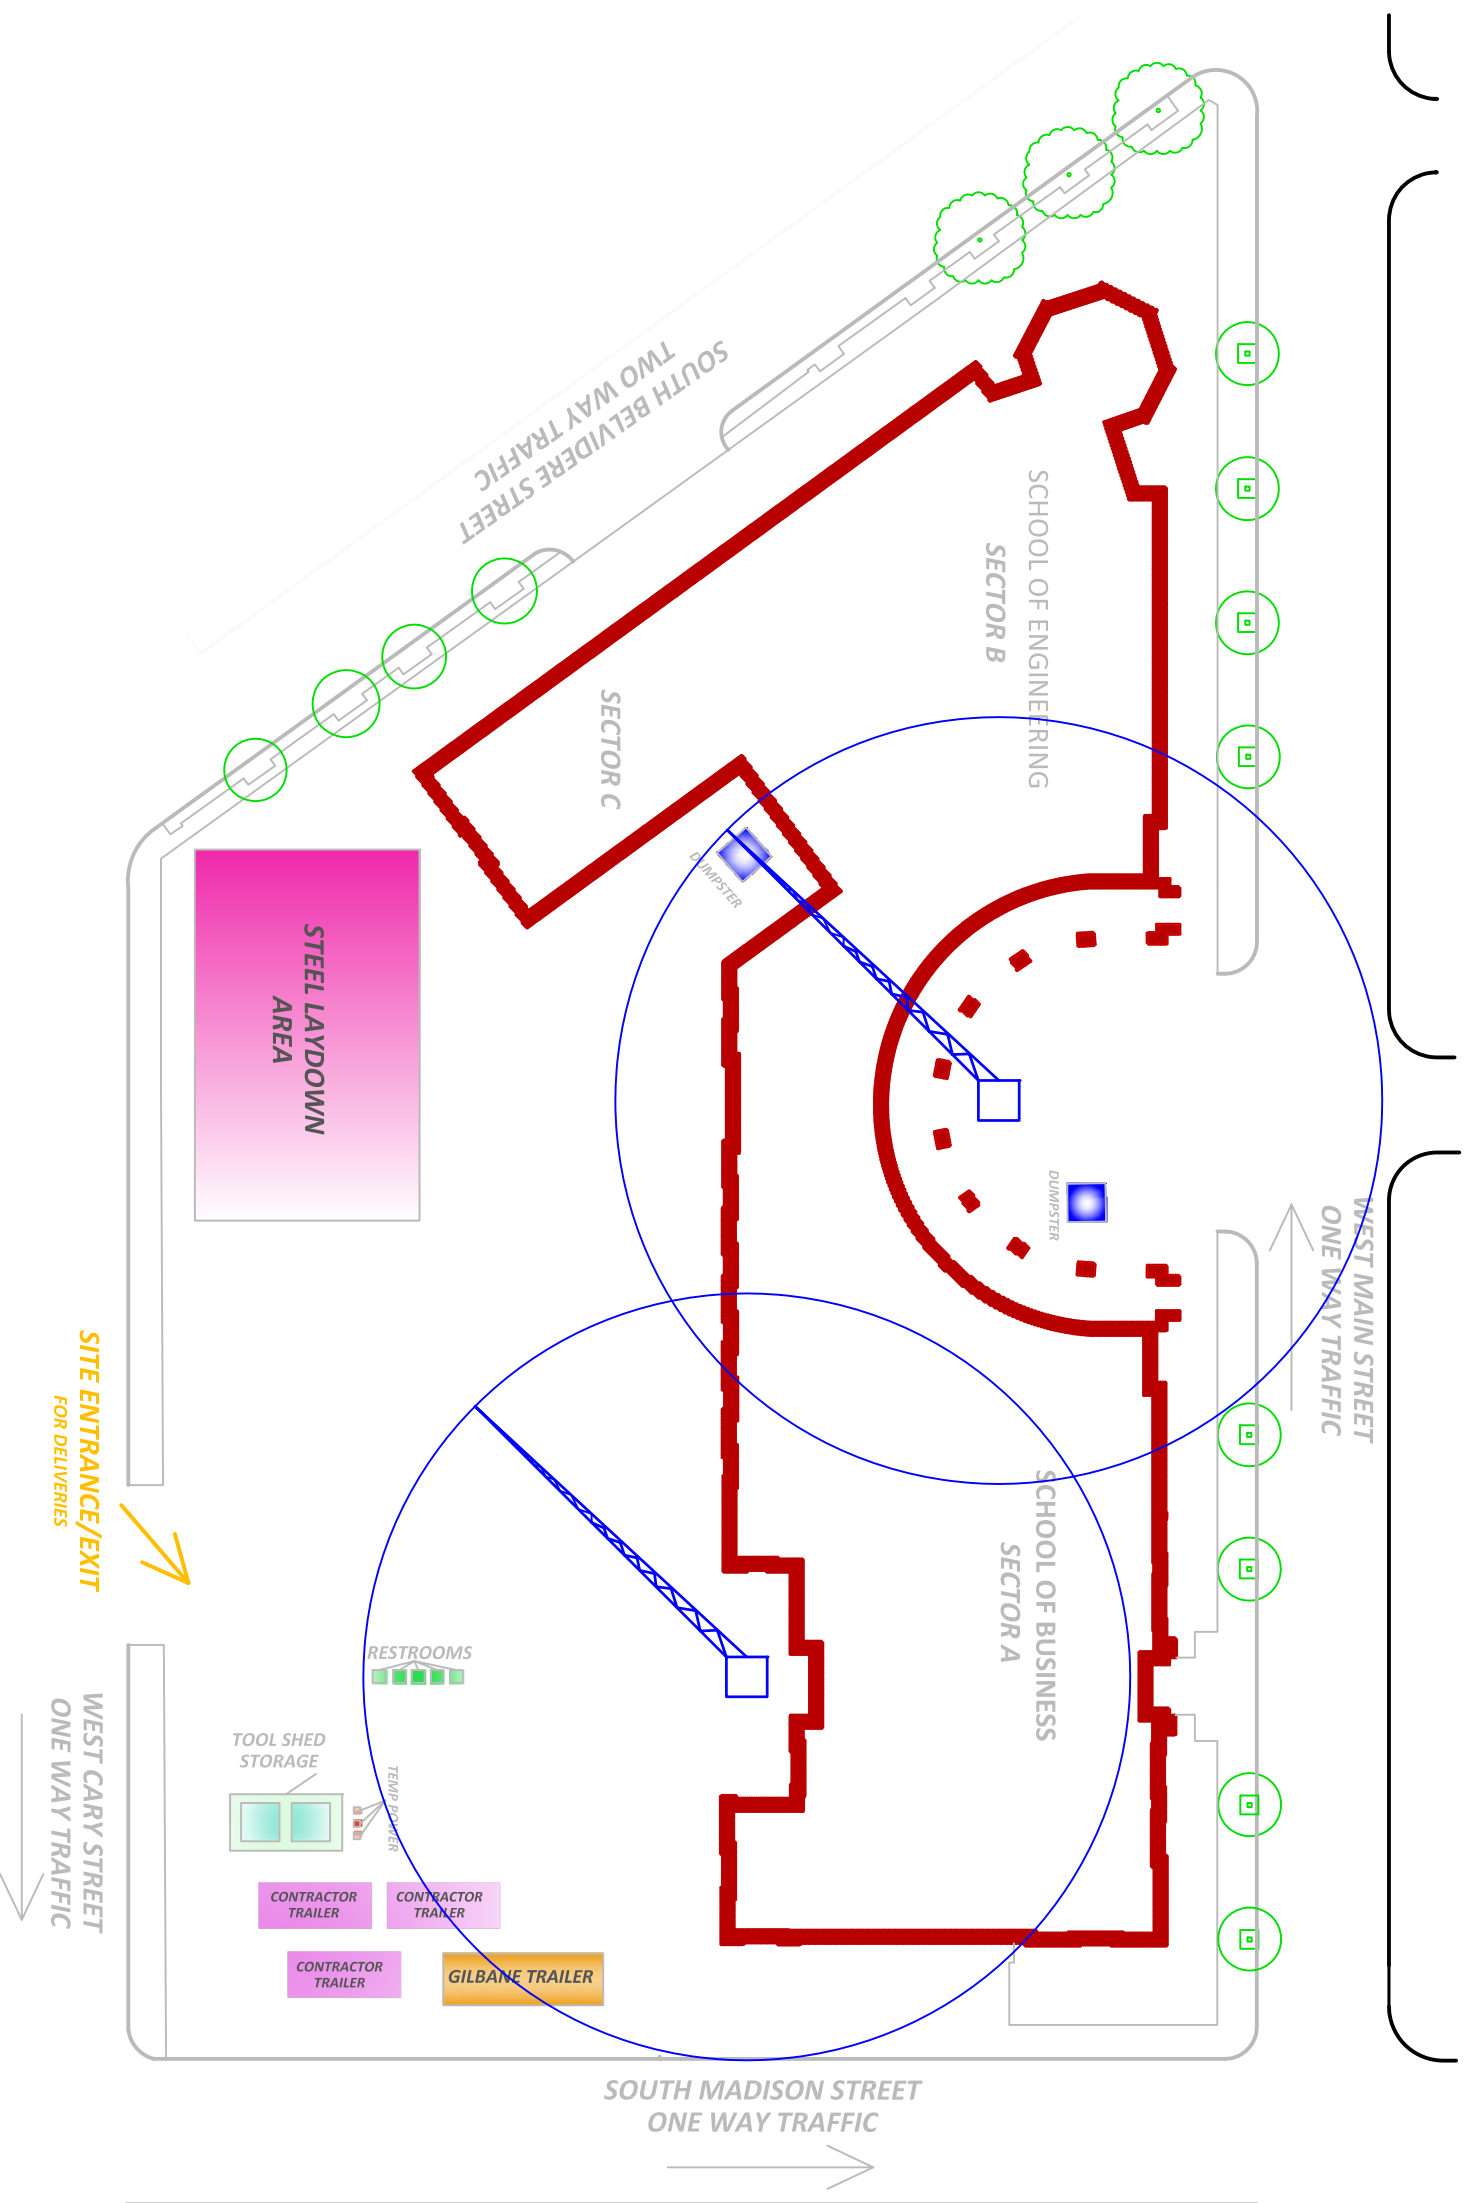 SOUTH BELVIDERE STREET
TWO WAY TRAFFIC
SCHOOL OF ENGINEERING
SECTOR B
SECTOR C
DUMPSTER
STEEL LAYDOWN
AREA
DUMPSTER
WEST MAIN STREET
ONE WAY TRAFFIC
SITE ENTRANCE/EXIT
FOR DELIVERIES
SCHOOL OF BUSINESS
SECTOR A
RESTROOMS
WEST CARY STREET
ONE WAY TRAFFIC
TOOL SHED
STORAGE
TEMP POWER
CONTRACTOR
TRAILER
CONTRACTOR
TRAILER
CONTRACTOR
TRAILER
GILBANE TRAILER
SOUTH MADISON STREET
ONE WAY TRAFFIC